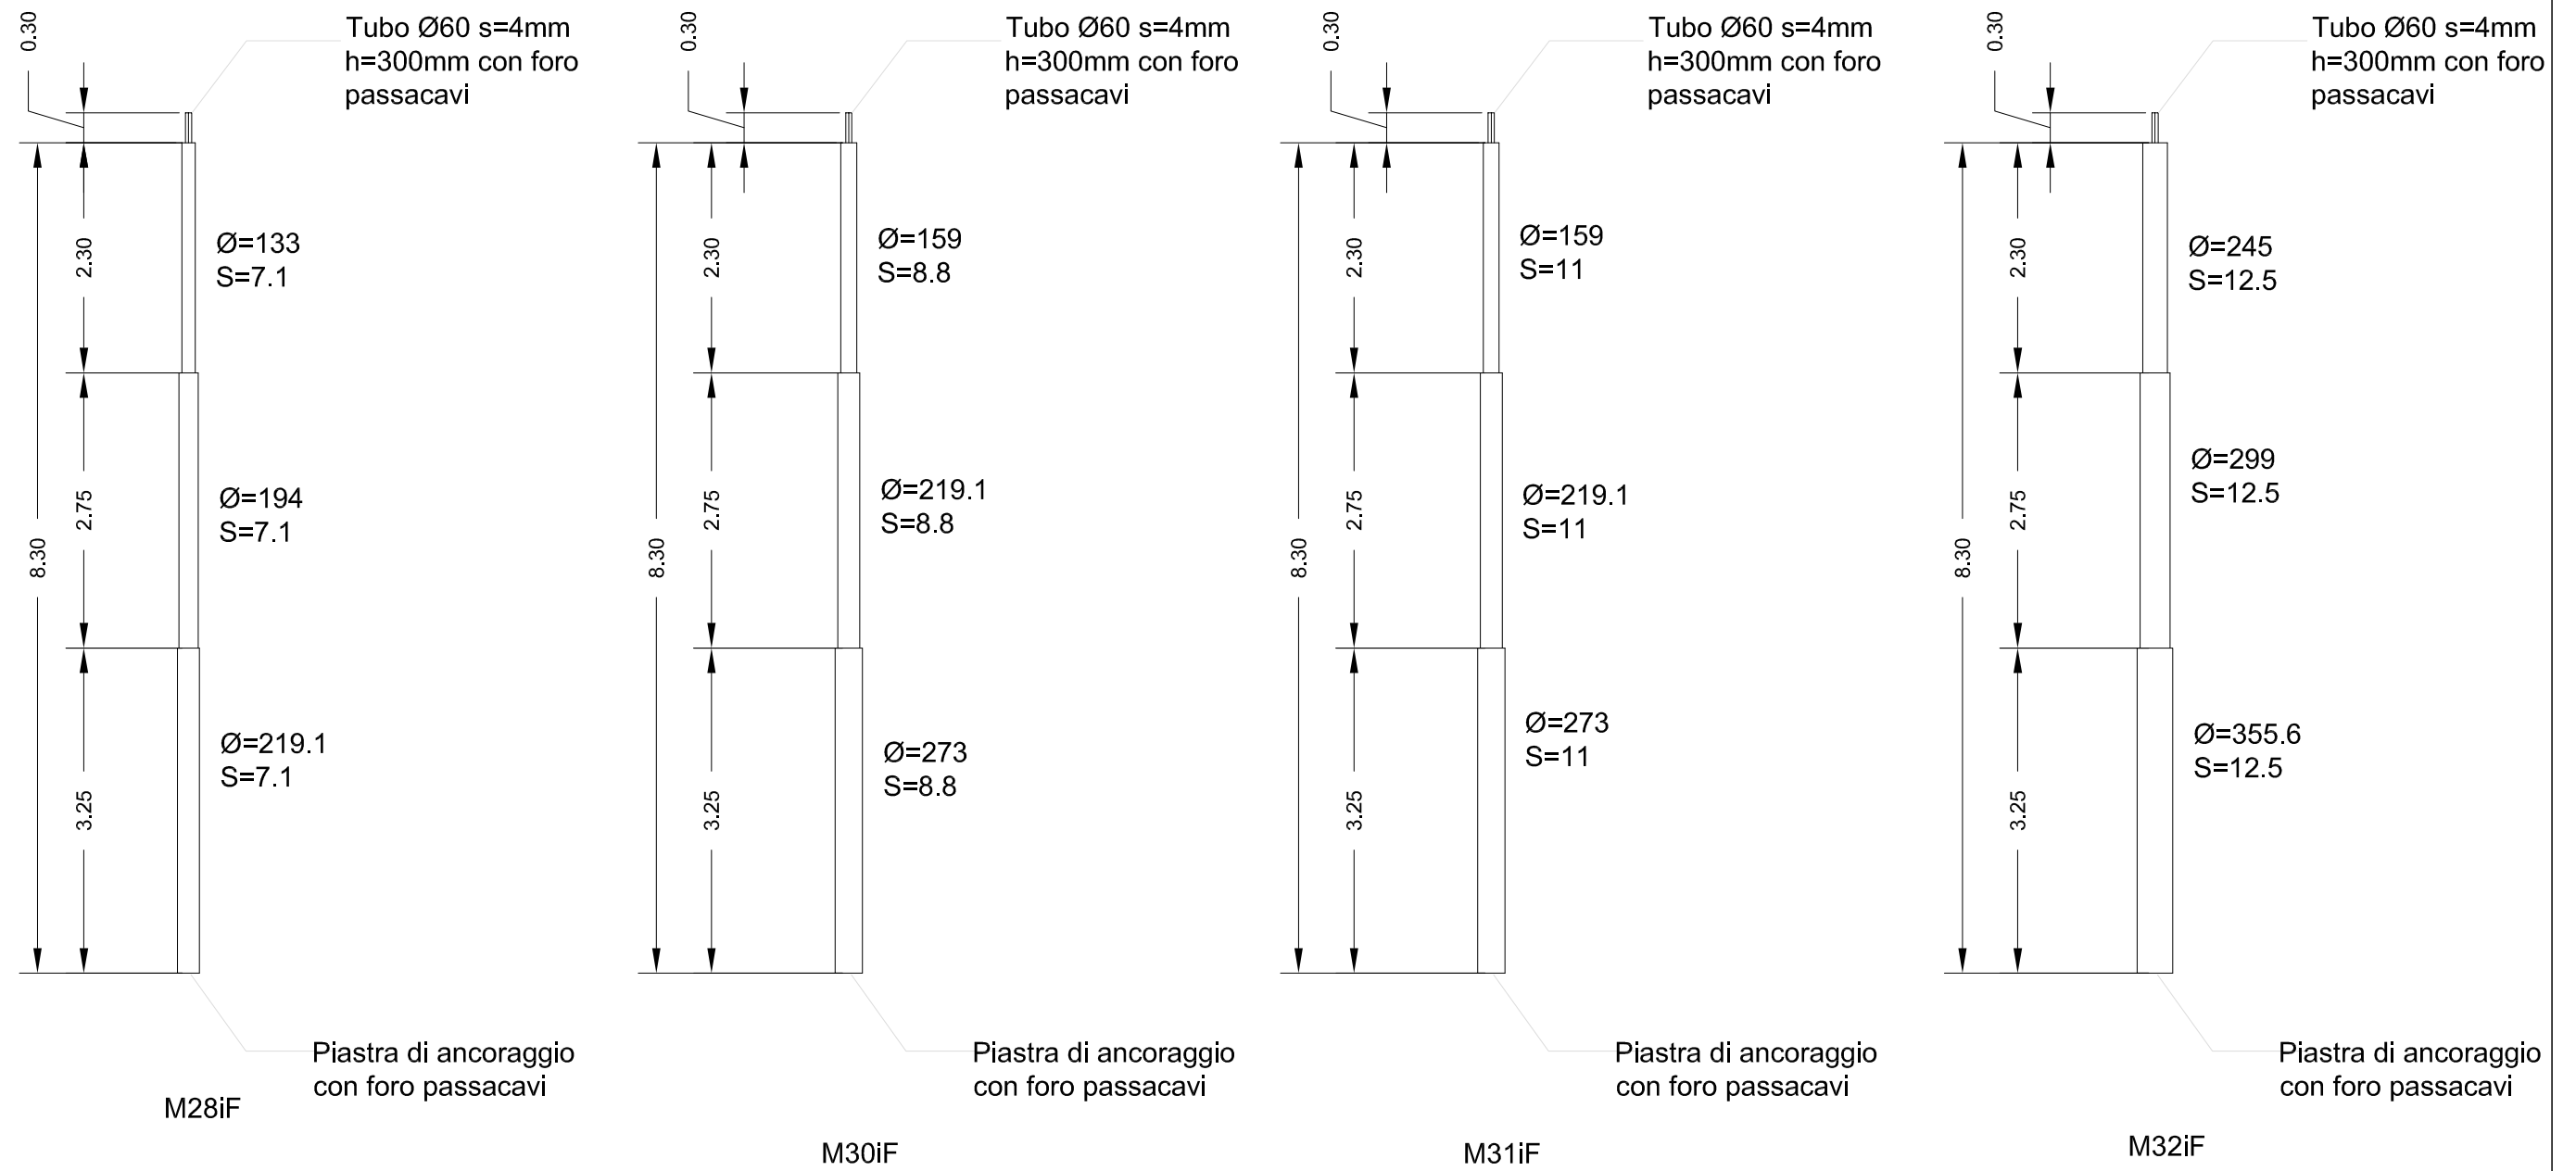 0.30
Tubo Ø60 s=4mm
h=300mm con foro
passacavi
8.30
2.30
Ø=133
S=7.1
2.75
Ø=194
S=7.1
3.25
Ø=219.1
S=7.1
Piastra di ancoraggio
con foro passacavi
M28iF
0.30
Tubo Ø60 s=4mm
h=300mm con foro
passacavi
8.30
2.30
Ø=159
S=8.8
2.75
Ø=219.1
S=8.8
3.25
Ø=273
S=8.8
Piastra di ancoraggio
con foro passacavi
M30iF
0.30
Tubo Ø60 s=4mm
h=300mm con foro
passacavi
8.30
2.30
Ø=159
S=11
2.75
Ø=219.1
S=11
3.25
Ø=273
S=11
Piastra di ancoraggio
con foro passacavi
M31iF
0.30
Tubo Ø60 s=4mm
h=300mm con foro
passacavi
8.30
2.30
Ø=245
S=12.5
2.75
Ø=299
S=12.5
3.25
Ø=355.6
S=12.5
Piastra di ancoraggio
con foro passacavi
M32iF